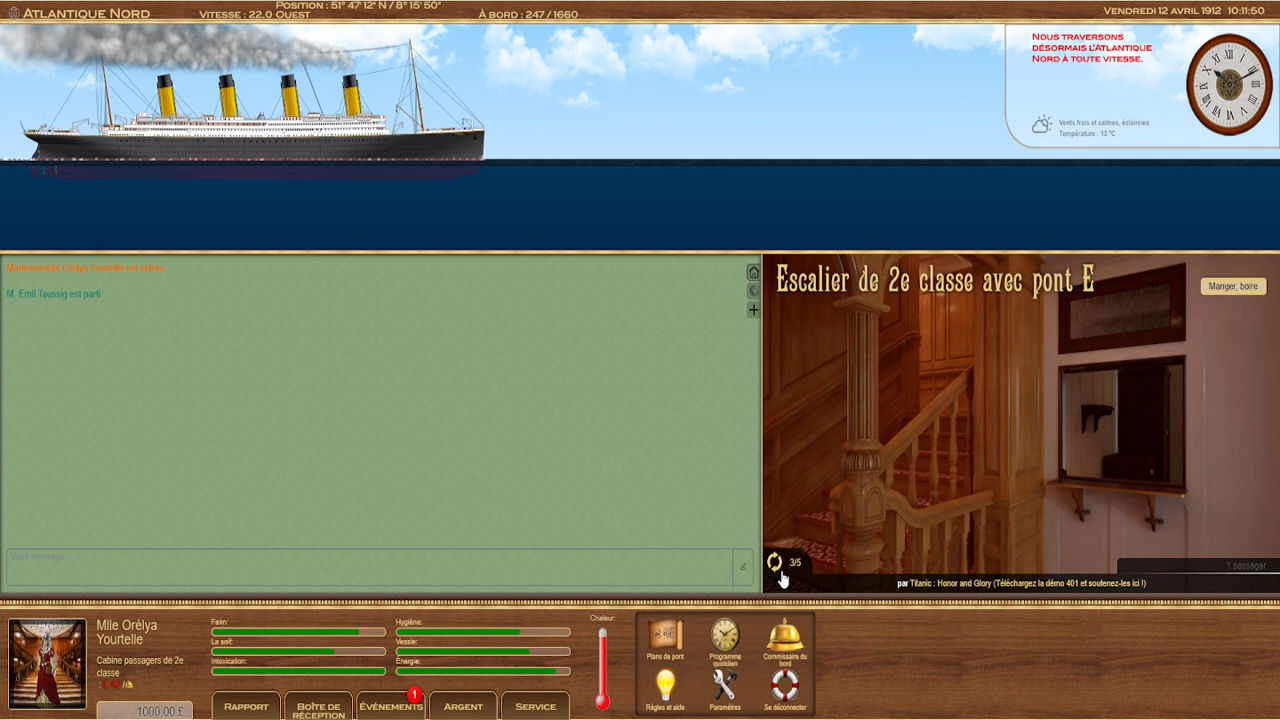 Atlantique Nord
Vitesse : 22,0 Ouest
Position : 51° 47' 12" N / 8° 15' 50"
À bord : 247 / 1660
Vendredi 12 avril 1912 10:11:50
Nous traversons
désormais l'Atlantique
Nord à toute vitesse.
Vents frais et calmes, éclaircies
Température : 13 °C
Mademoiselle Orélya Yourtelle est entrée
M. Emil Taussig est parti
Votre message...
Escalier de 2e classe avec pont E
Manger, boire
3/5
1 passager
par Titanic : Honor and Glory (Téléchargez la démo 401 et soutenez-les ici !)
Mlle Orélya
Yourtelle
Cabine passagers de 2e
classe
1000.00 £
Faim:
La soif:
Intoxication:
Hygiène:
Vessie:
Énergie:
Chaleur:
Rapport
Boîte de
réception
Événements
1
Argent
Service
Plans de pont
Programme
quotidien
Commissaire du
bord
Règles et aide
Paramètres
Se déconnecter